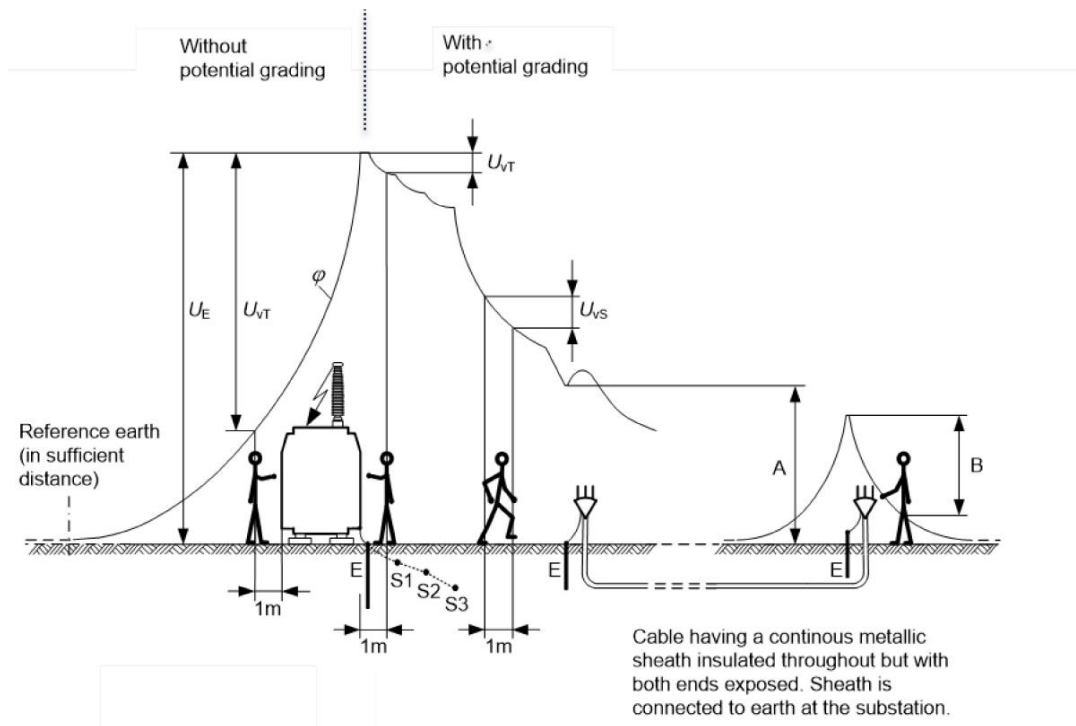 Without
potential grading
With
potential grading
UvT
φ
UE
UvT
UvS
Reference earth
(in sufficient
distance)
A
B
E
S1
S2
S3
E
E
1m
1m
1m
Cable having a continous metallic
sheath insulated throughout but with
both ends exposed. Sheath is
connected to earth at the substation.